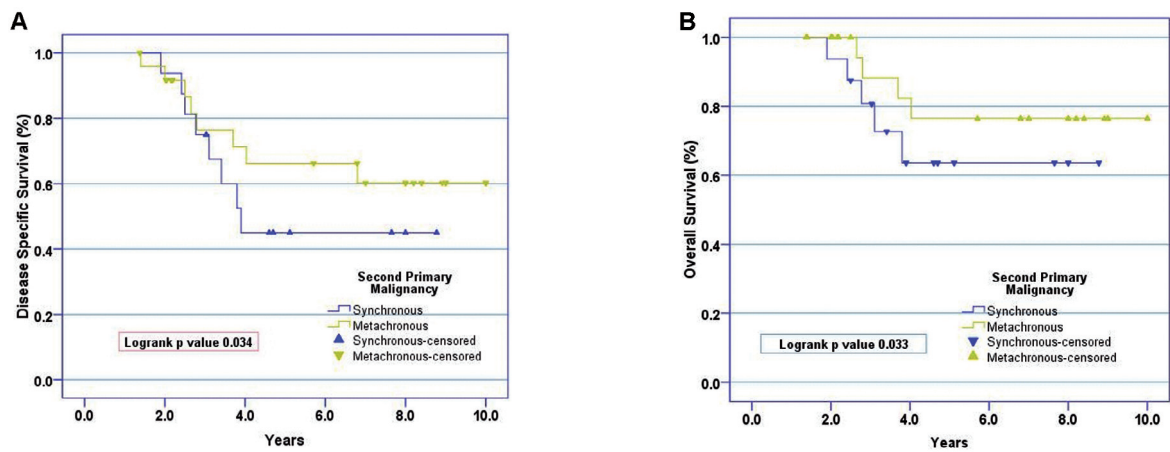 A
Disease Specific Survival (%)
1.0
0.8
0.6
0.4
0.2
0.0
Second Primary
Malignancy
Synchronous
Metachronous
Synchronous-censored
Metachronous-censored
Logrank p value 0.034
0.0 2.0 4.0 6.0 8.0 10.0
Years
B
Overall Survival (%)
1.0
0.8
0.6
0.4
0.2
0.0
Second Primary
Malignancy
Synchronous
Metachronous
Synchronous-censored
Metachronous-censored
Logrank p value 0.033
0.0 2.0 4.0 6.0 8.0 10.0
Years